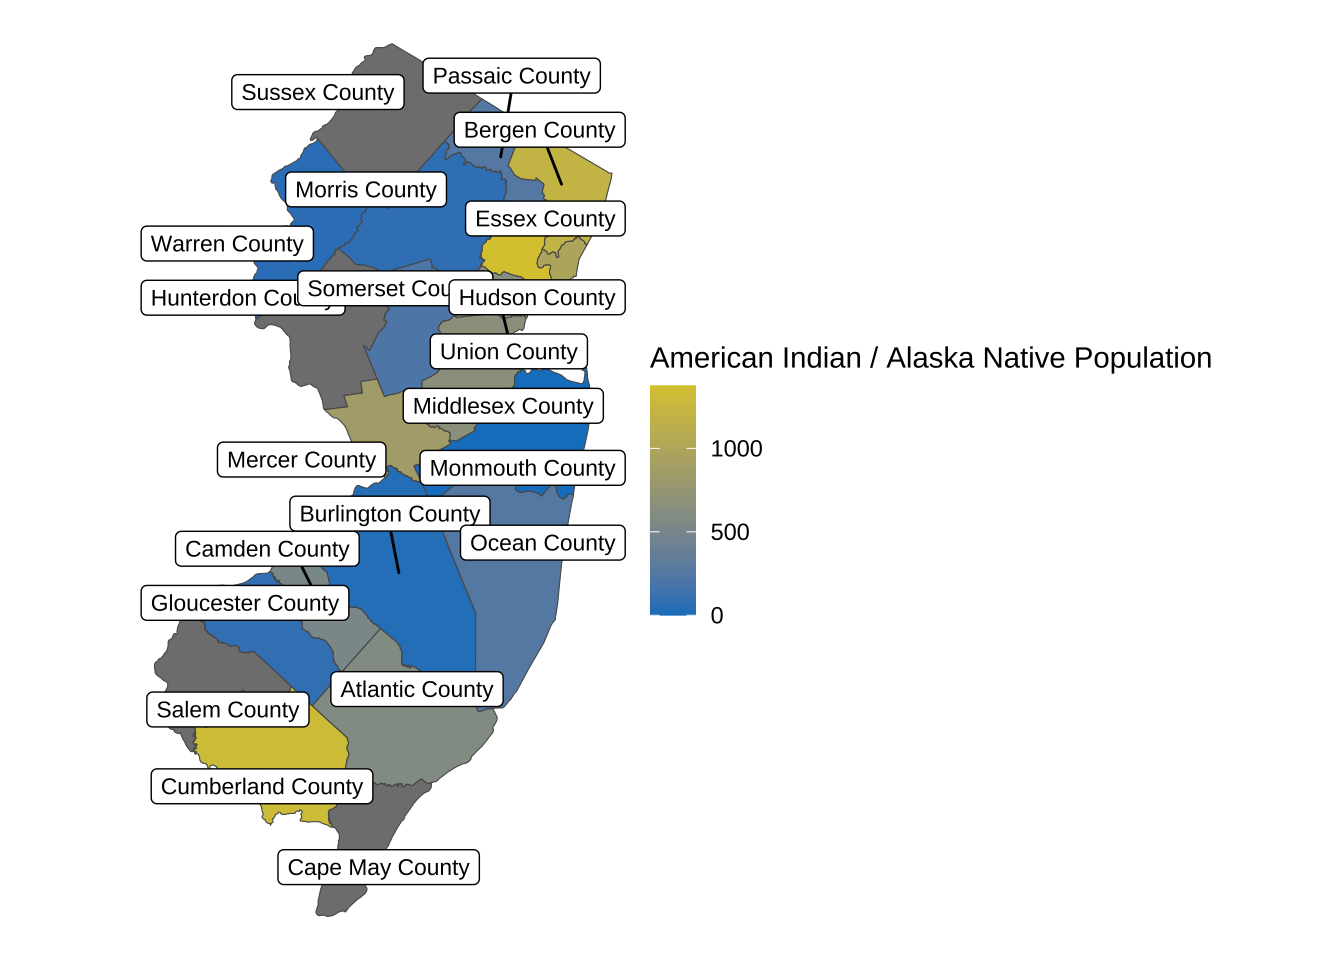 Passaic County
Sussex County
Bergen County
Morris County
Essex County
Warren County
Somerset Cou
Hunterdon Cou
Hudson County
Union County
American Indian / Alaska Native Population
Middlesex County
1000
Mercer County
Monmouth County
Burlington County
500
Ocean County
Camden County
Gloucester County
0
Atlantic County
Salem County
Cumberland County
Cape May County